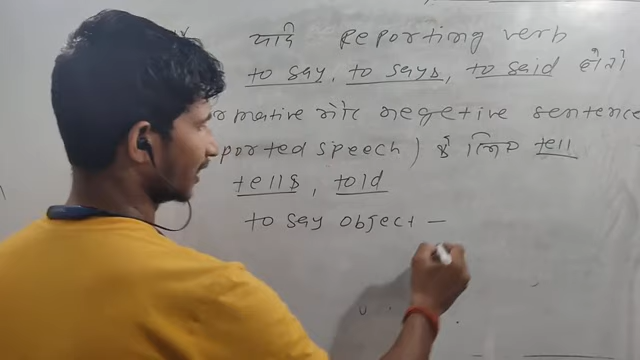 यदि Reporting verb
to say, to says, to said हो तो
rmative और negetive sentence
ported speech) के लिए tell
tells, told
to say object —